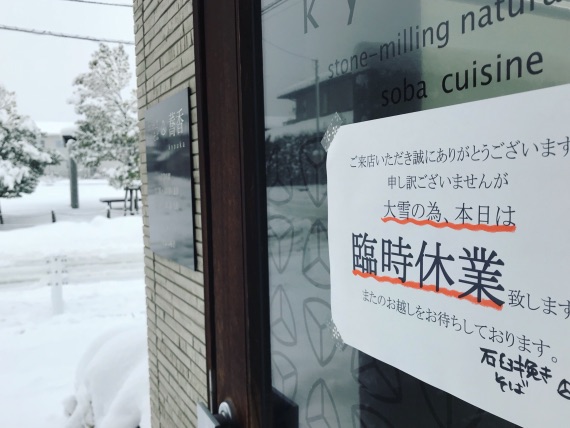 ky
stone-milling natura
soba cuisine
香
ご来店いただき誠にありがとうございます
申し訳ございませんが
大雪の為、本日は
臨時休業致します
またのお越しをお待ちしております。
石臼挽き
そば